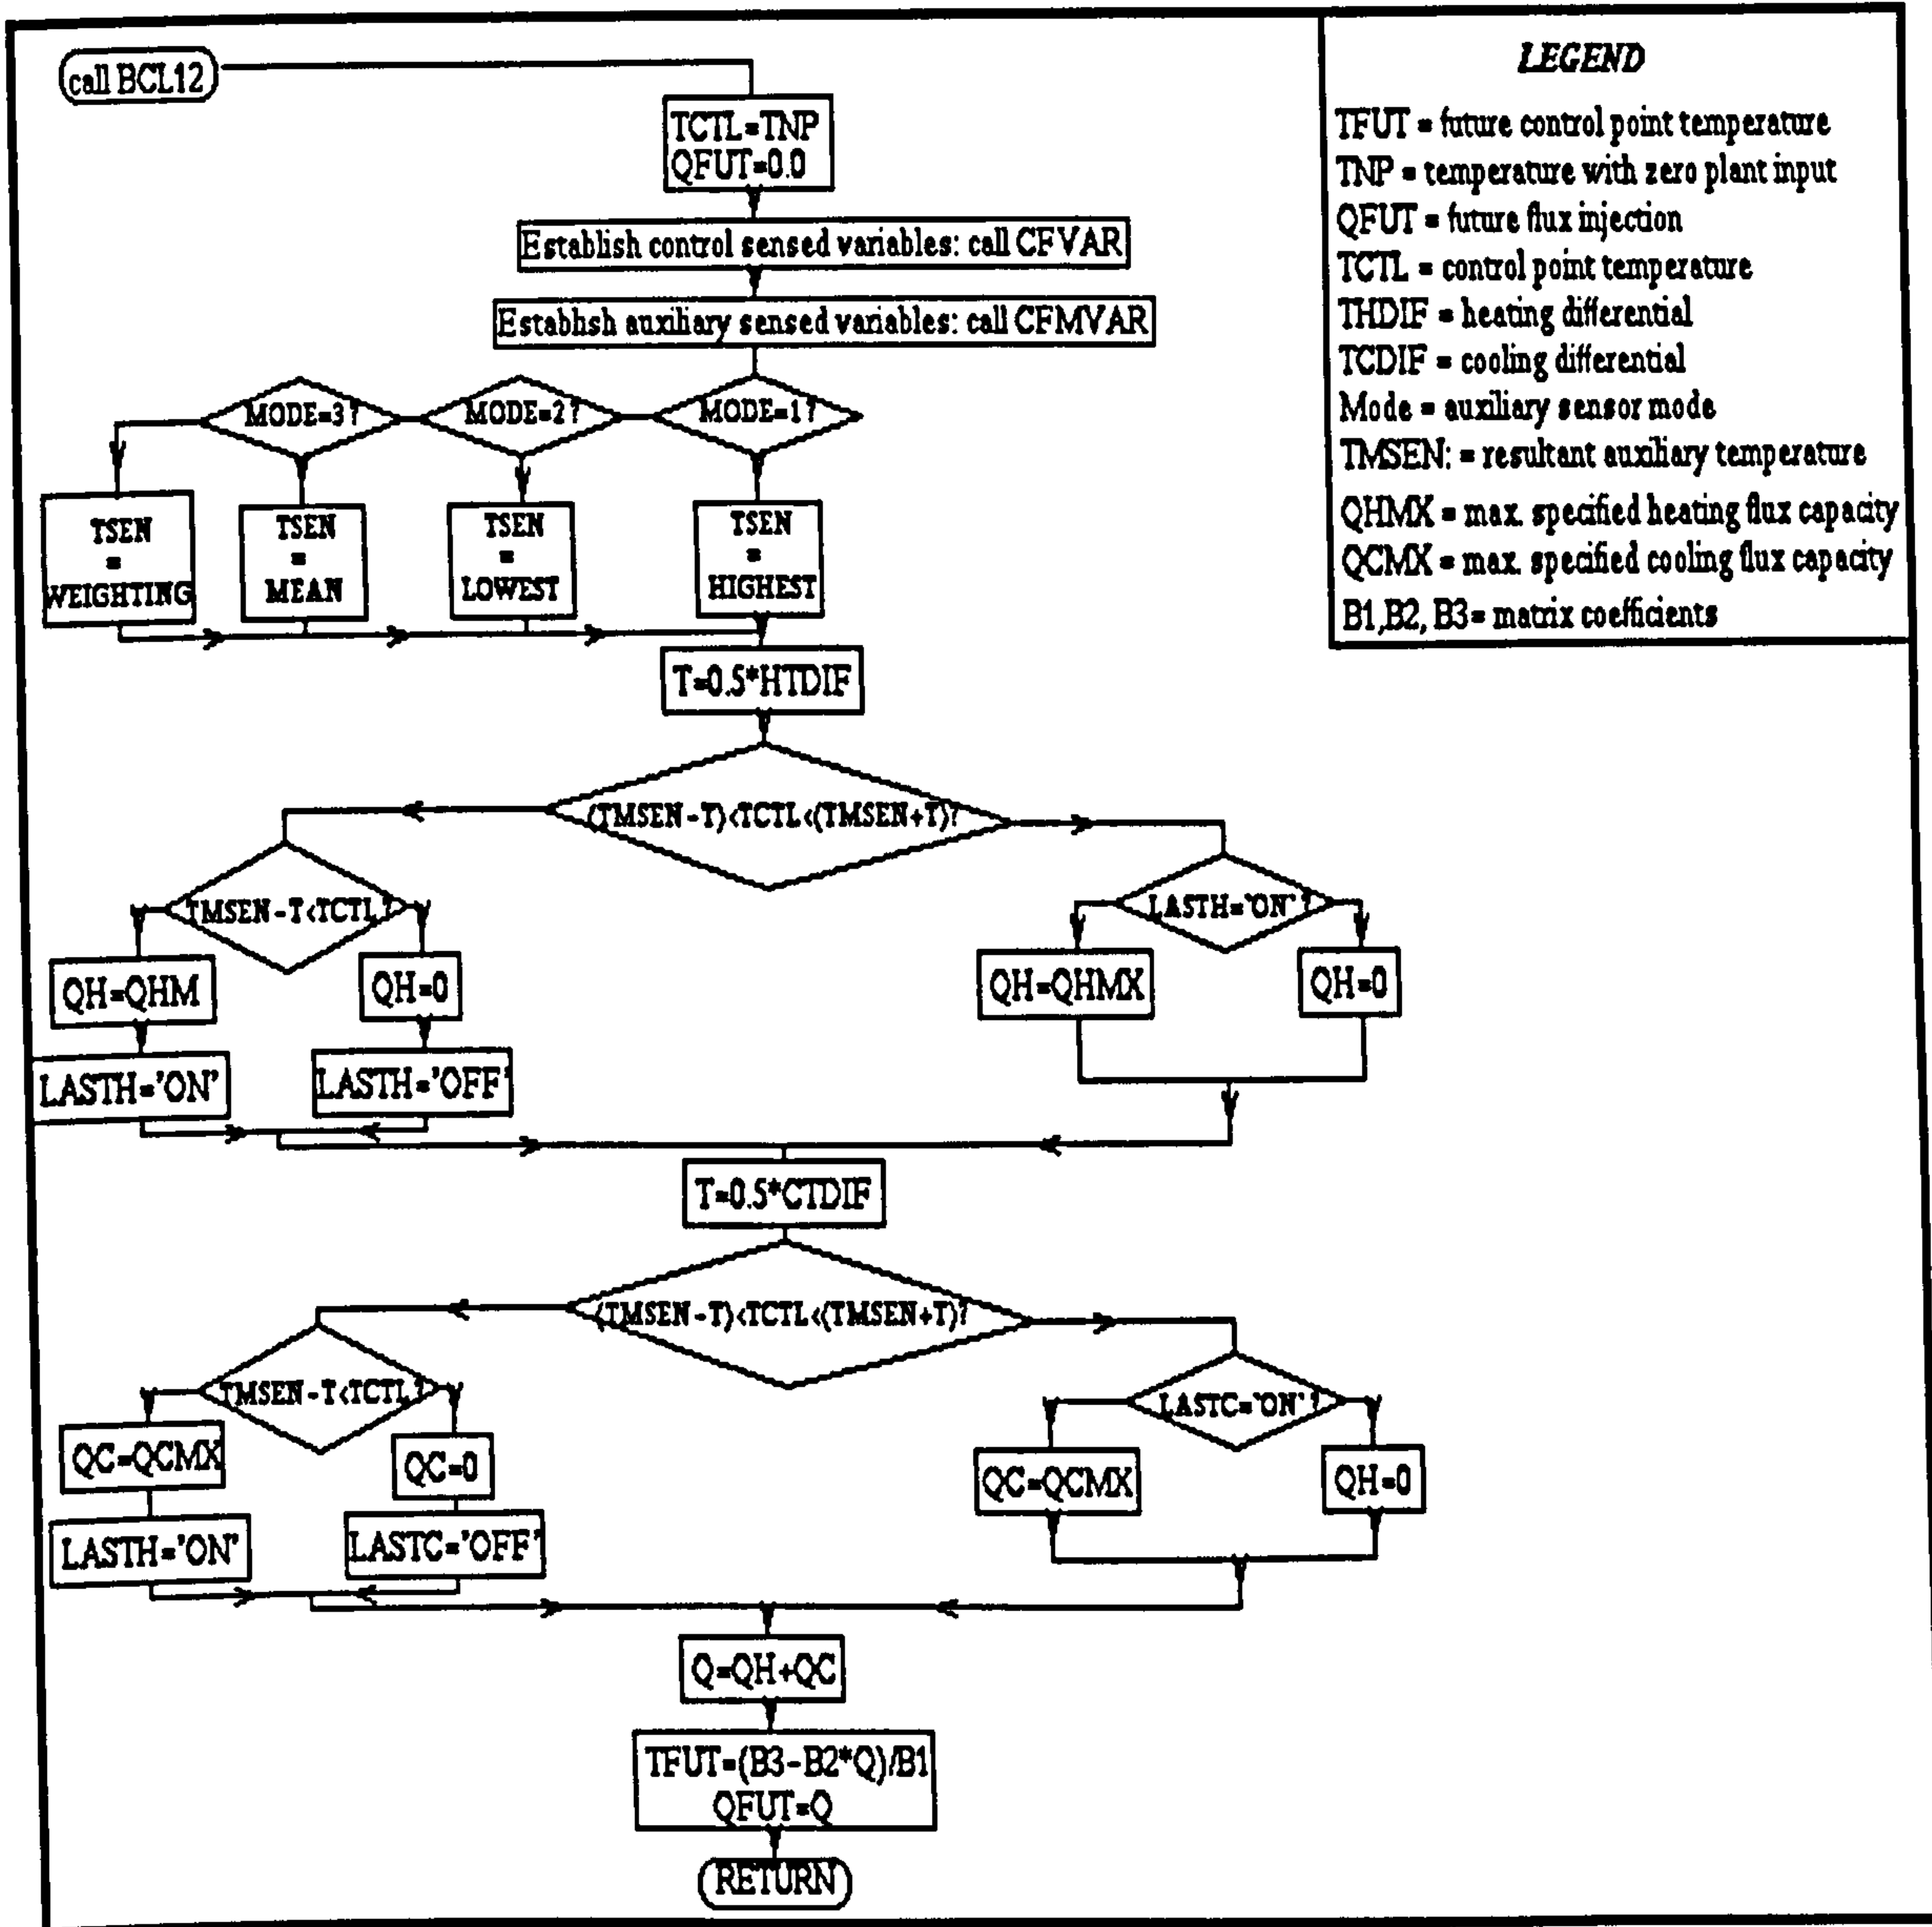 call BCL12
TCTL=TNP
QFUT=0.0
Establish control sensed variables: call CFVAR
Establish auxiliary sensed variables: call CFMVAR
MODE=3?
MODE=2?
MODE=1?
TSEN
=
WEIGHTING
TSEN
=
MEAN
TSEN
=
LOWEST
TSEN
=
HIGHEST
T=0.5*HTDIF
(TMSEN-T)<TCTL<(TMSEN+T)?
TMSEN-T<TCTL?
LASTH='ON'?
QH=QHM
QH=0
QH=QHMX
QH=0
LASTH='ON'
LASTH='OFF'
T=0.5*CTDIF
(TMSEN-T)<TCTL<(TMSEN+T)?
TMSEN-T<TCTL?
LASTC='ON'?
QC=QCMX
QC=0
QC=QCMX
QH=0
LASTH='ON'
LASTC='OFF'
Q=QH+QC
TFUT=(B3-B2*Q)/B1
QFUT=Q
RETURN
LEGEND
TFUT = future control point temperature
TNP = temperature with zero plant input
QFUT = future flux injection
TCTL = control point temperature
THDIF = heating differential
TCDIF = cooling differential
Mode = auxiliary sensor mode
TMSEN: = resultant auxiliary temperature
QHMX = max. specified heating flux capacity
QCMX = max. specified cooling flux capacity
B1,B2, B3= matrix coefficients